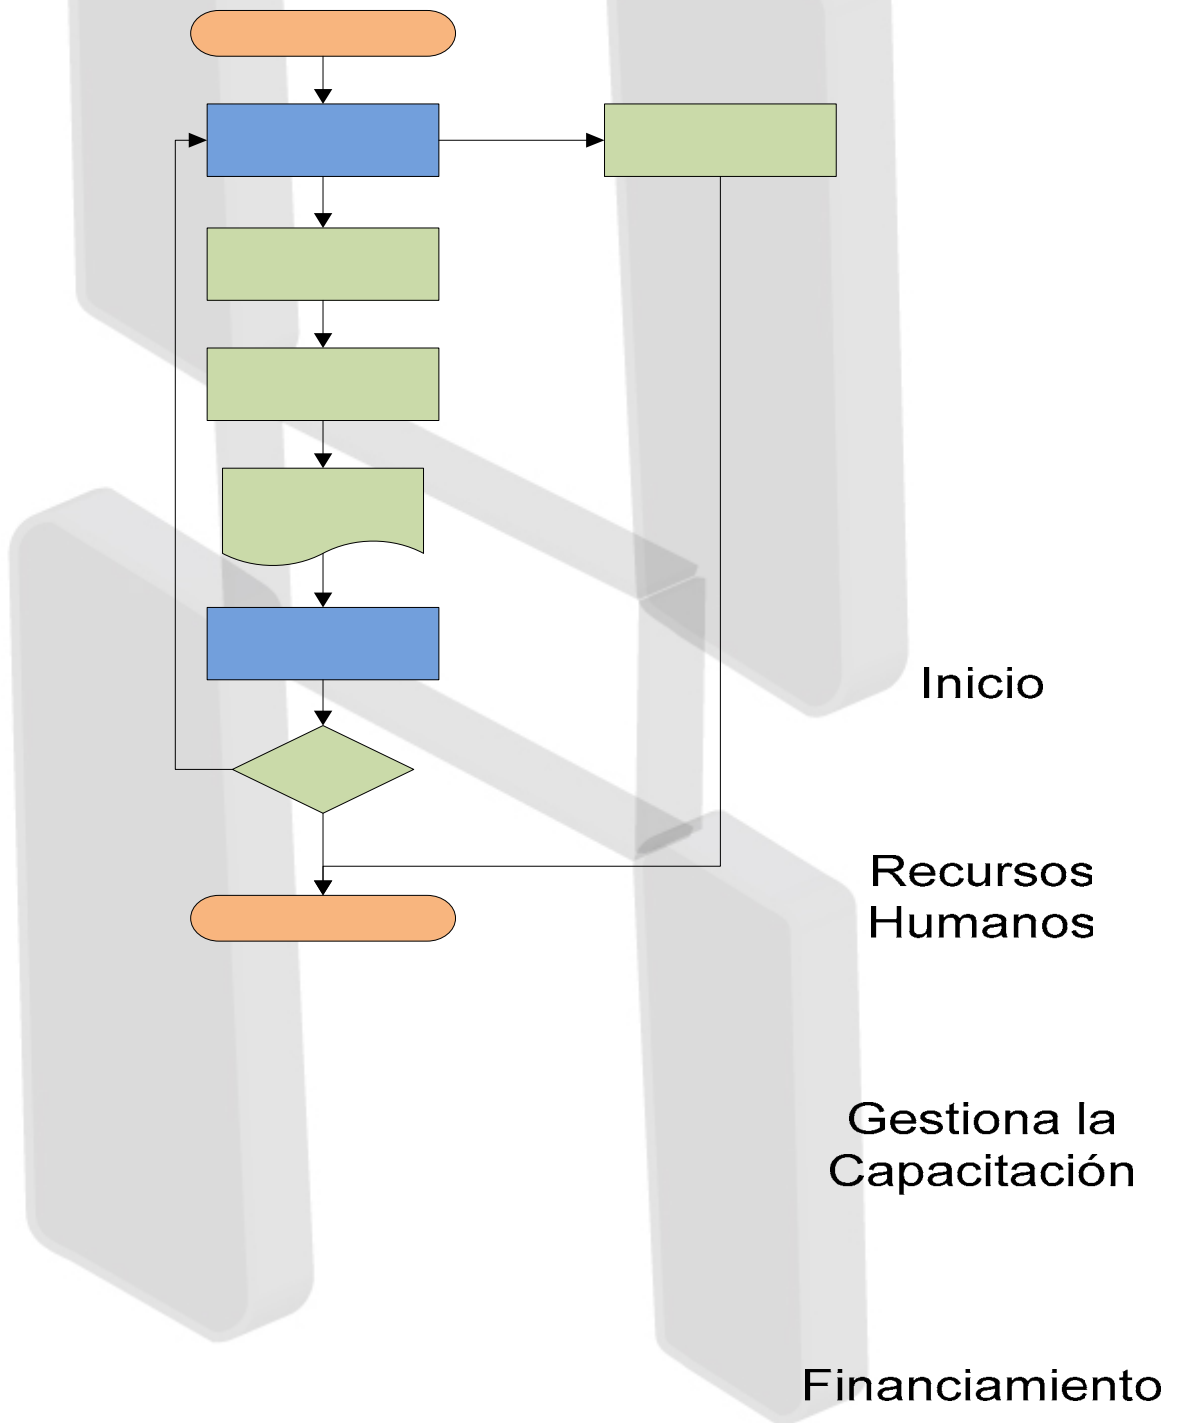 Inicio
Recursos
Humanos
Gestiona la
Capacitación
Financiamiento